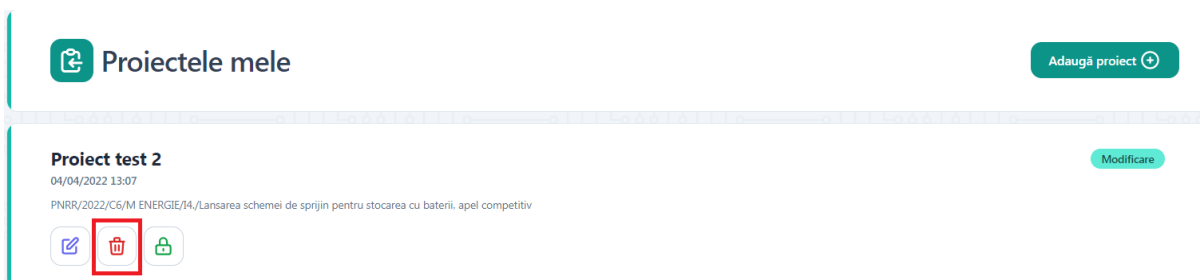 Proiectele mele
Adaugă proiect
Proiect test 2
Modificare
04/04/2022 13:07
PNRR/2022/C6/M ENERGIE/I4./Lansarea schemei de sprijin pentru stocarea cu baterii. apel competitiv